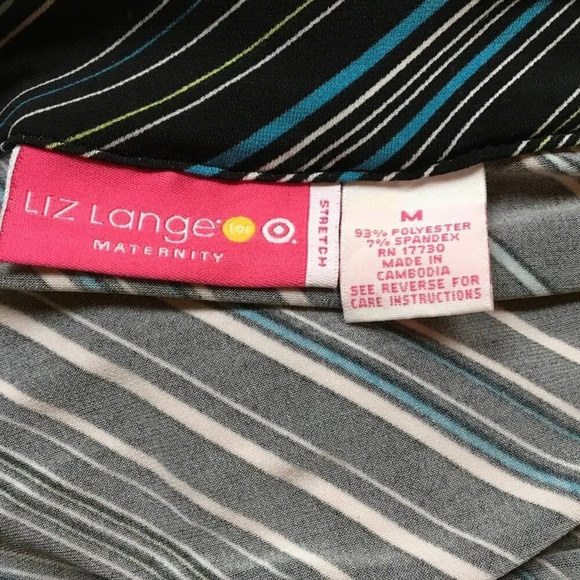 LIZ Lange for
MATERNITY
STRETCH
M
93% POLYESTER
7% SPANDEX
RN 17730
MADE IN
CAMBODIA
SEE REVERSE FOR
CARE INSTRUCTIONS